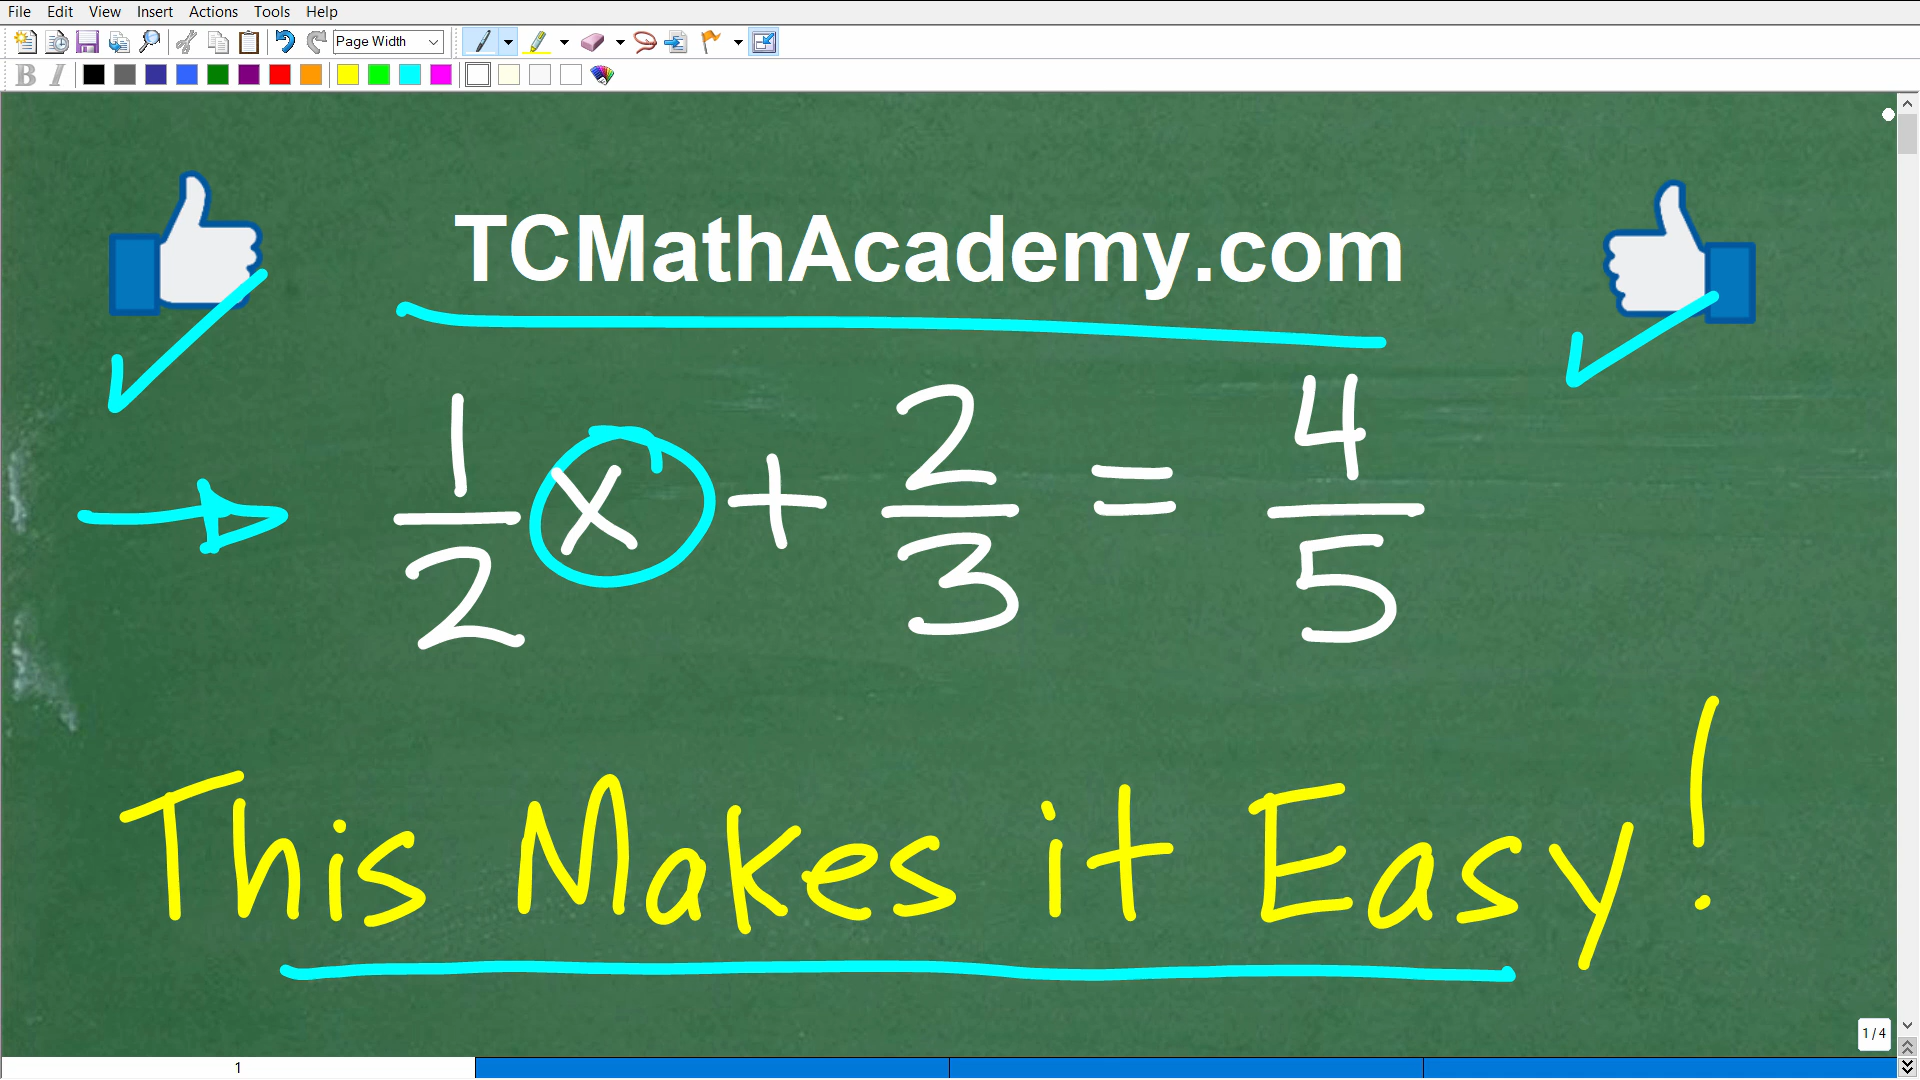 File Edit View Insert Actions Tools Help
Page Width
B I
TCMathAcademy.com
1/2 x + 2/3 = 4/5
This Makes it Easy!
1 / 4
1